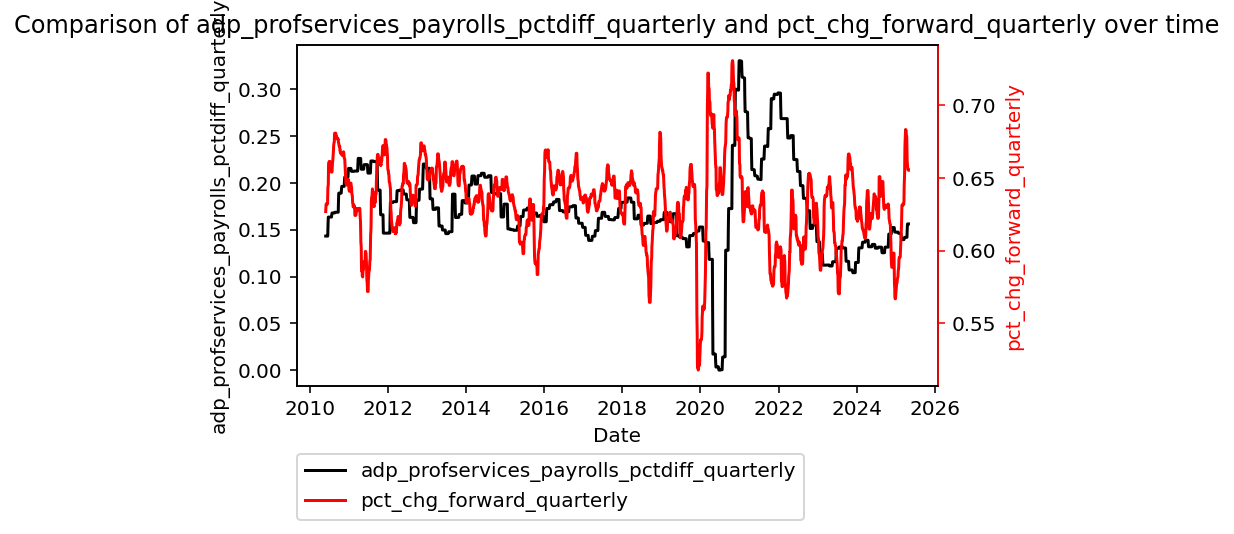 Comparison of adp_profservices_payrolls_pctdiff_quarterly and pct_chg_forward_quarterly over time
adp_profservices_payrolls_pctdiff_quarterly
0.30
0.25
0.20
0.15
0.10
0.05
0.00
0.70
0.65
0.60
0.55
pct_chg_forward_quarterly
2010 2012 2014 2016 2018 2020 2022 2024 2026
Date
adp_profservices_payrolls_pctdiff_quarterly
pct_chg_forward_quarterly